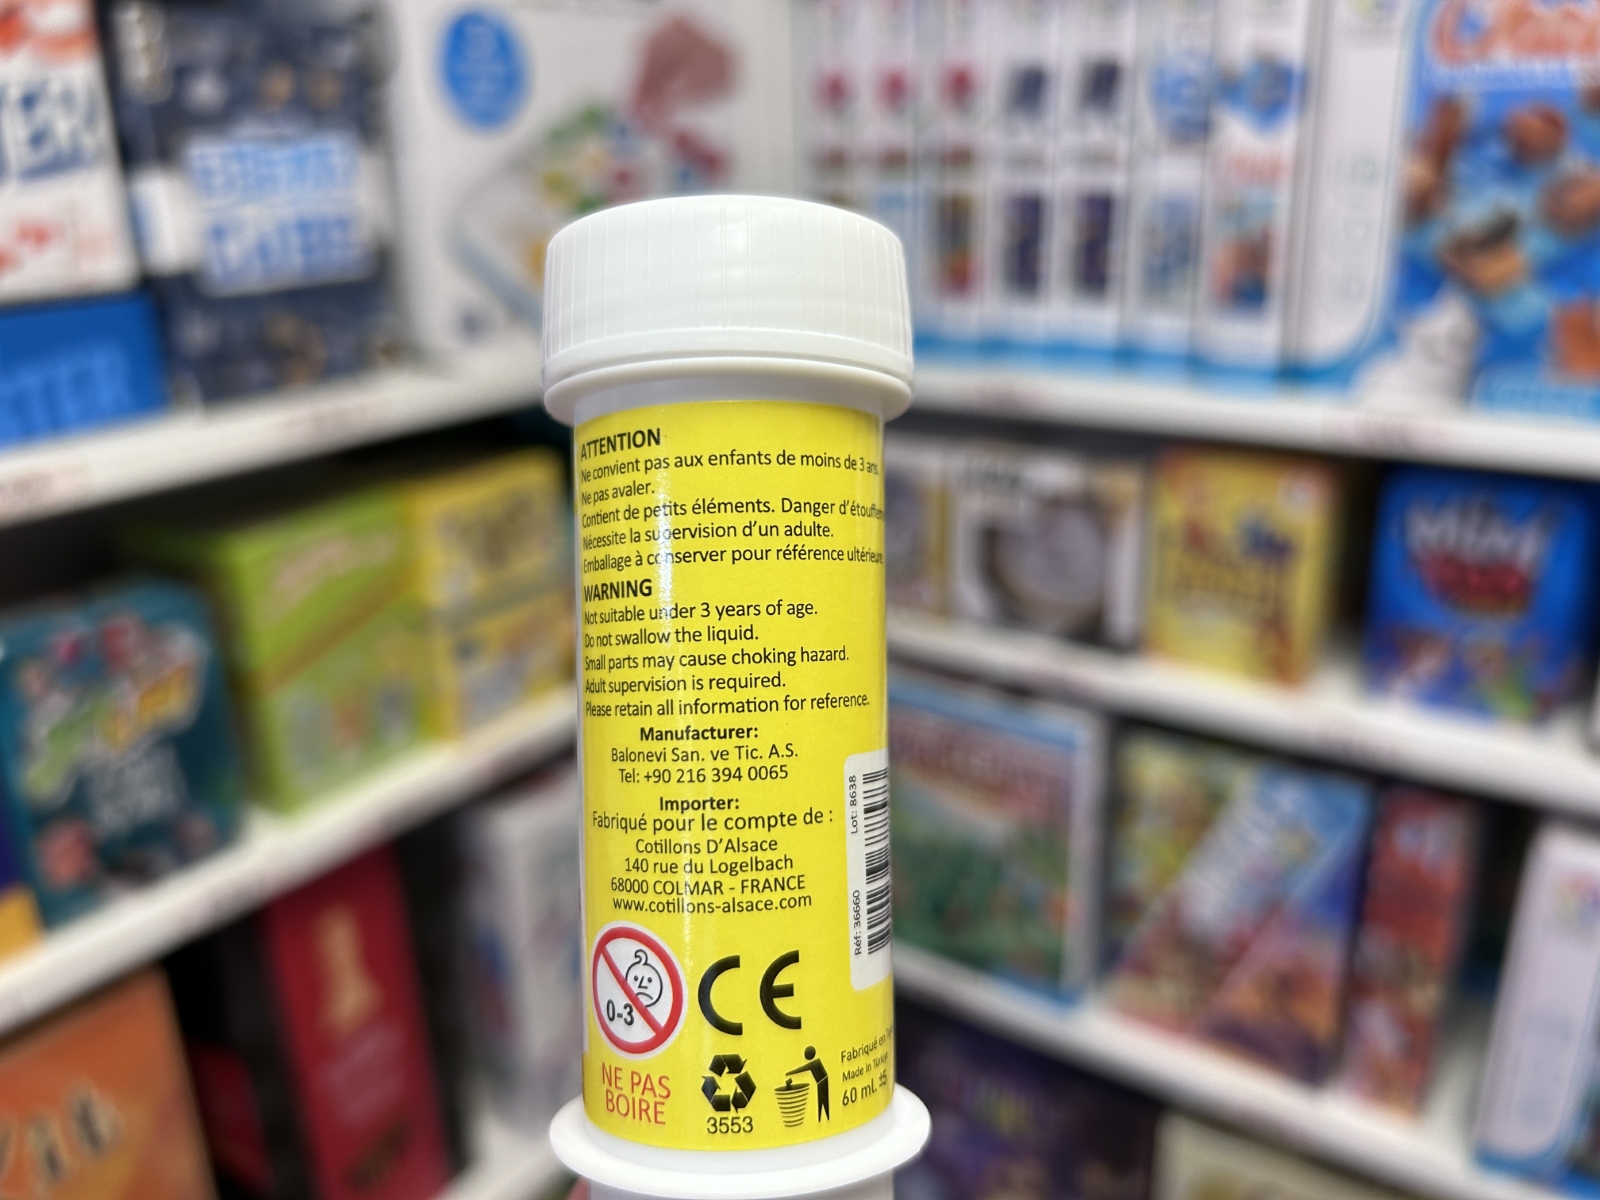 ATTENTION
Ne convient pas aux enfants de moins de 3 ans.
Ne pas avaler.
Contient de petits éléments. Danger d'étouffem
Nécessite la supervision d'un adulte.
Emballage à conserver pour référence ultérieure
WARNING
Not suitable under 3 years of age.
Do not swallow the liquid.
Small parts may cause choking hazard.
Adult supervision is required.
Please retain all information for reference.
Manufacturer:
Balonevi San. ve Tic. A.S.
Tel: +90 216 394 0065
Importer:
Fabriqué pour le compte de :
Cotillons D'Alsace
140 rue du Logelbach
68000 COLMAR - FRANCE
www.cotillons-alsace.com
Réf: 36660 Lot: 8638
0-3
CE
NE PAS
BOIRE
3553
Fabriqué en
Made in Türkiye
60 ml. ±5